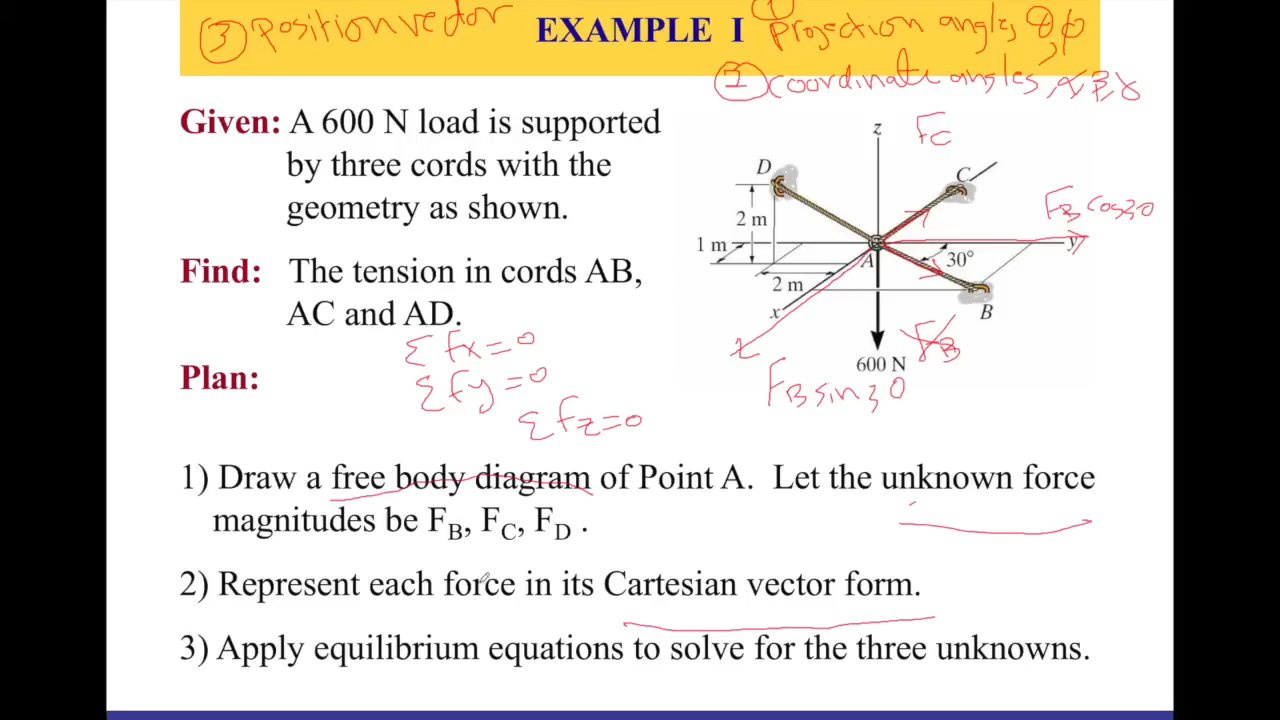 ③ position vector
EXAMPLE I
① projection angles θ, φ
② coordinate angles, α β, γ
Given: A 600 N load is supported
by three cords with the
geometry as shown.
Find: The tension in cords AB,
AC and AD.
Plan:
Σ Fx = 0
Σ Fy = 0
Σ Fz = 0
z
FC
D
C
2 m
FB cos30
1 m
y
A
30°
2 m
x
B
600 N
FB
FB sin30
1) Draw a free body diagram of Point A. Let the unknown force
magnitudes be FB, FC, FD .
2) Represent each force in its Cartesian vector form.
3) Apply equilibrium equations to solve for the three unknowns.